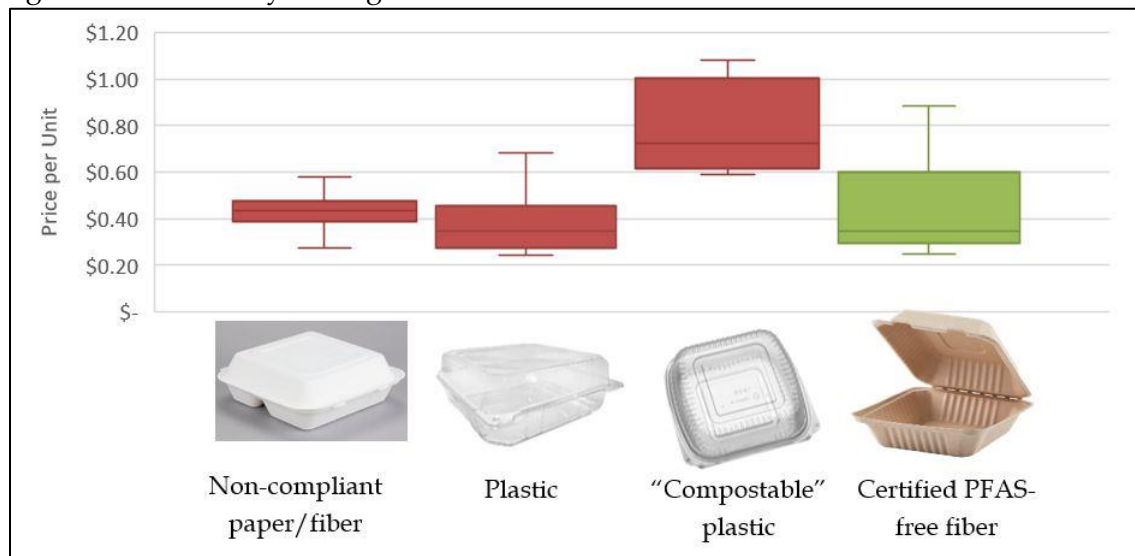 $1.20
$1.00
$0.80
$0.60
$0.40
$0.20
$-
Price per Unit
Non-compliant
paper/fiber
Plastic
“Compostable”
plastic
Certified PFAS-
free fiber